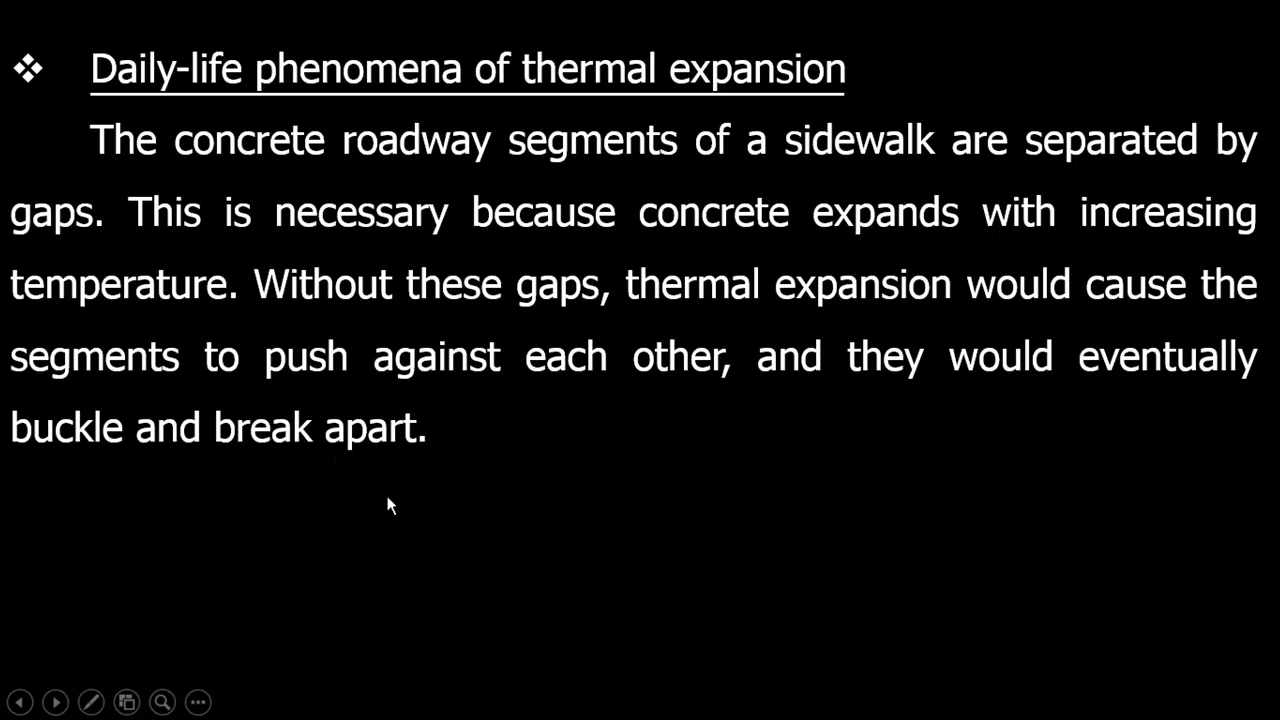 ❖ Daily-life phenomena of thermal expansion
The concrete roadway segments of a sidewalk are separated by
gaps. This is necessary because concrete expands with increasing
temperature. Without these gaps, thermal expansion would cause the
segments to push against each other, and they would eventually
buckle and break apart.